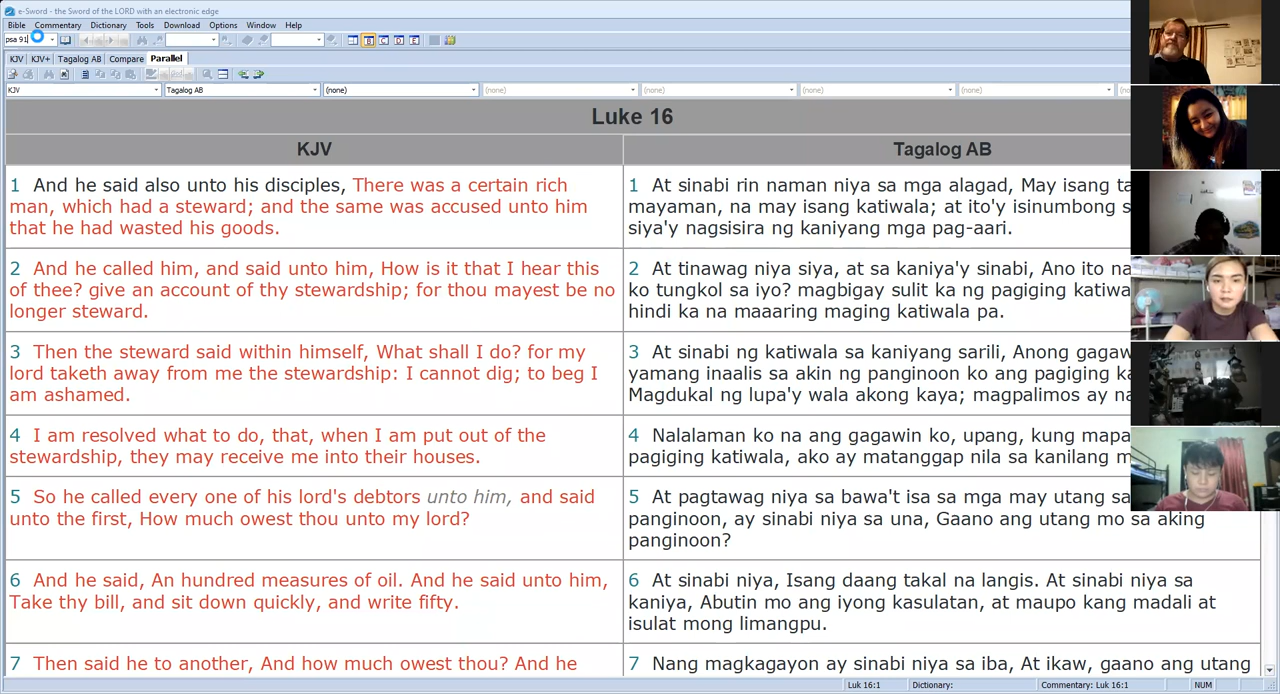 e-Sword - the Sword of the LORD with an electronic edge
Bible Commentary Dictionary Tools Download Options Window Help
psa 91
KJV KJV+ Tagalog AB Compare Parallel
KJV Tagalog AB (none) (none) (none) (none) (none)
Luke 16
KJV
1 And he said also unto his disciples, There was a certain rich
man, which had a steward; and the same was accused unto him
that he had wasted his goods.
2 And he called him, and said unto him, How is it that I hear this
of thee? give an account of thy stewardship; for thou mayest be no
longer steward.
3 Then the steward said within himself, What shall I do? for my
lord taketh away from me the stewardship: I cannot dig; to beg I
am ashamed.
4 I am resolved what to do, that, when I am put out of the
stewardship, they may receive me into their houses.
5 So he called every one of his lord's debtors unto him, and said
unto the first, How much owest thou unto my lord?
6 And he said, An hundred measures of oil. And he said unto him,
Take thy bill, and sit down quickly, and write fifty.
7 Then said he to another, And how much owest thou? And he
Tagalog AB
1 At sinabi rin naman niya sa mga alagad, May isang
mayaman, na may isang katiwala; at ito'y isinumbong
siya'y nagsisira ng kaniyang mga pag-aari.
2 At tinawag niya siya, at sa kaniya'y sinabi, Ano ito
ko tungkol sa iyo? magbigay sulit ka ng pagiging
hindi ka na maaaring maging katiwala pa.
3 At sinabi ng katiwala sa kaniyang sarili, Anong
yamang inaalis sa akin ng panginoon ko ang pagiging
Magdukal ng lupa'y wala akong kaya; magpalimos ay
4 Nalalaman ko na ang gagawin ko, upang, kung
pagiging katiwala, ako ay matanggap nila sa kanilang
5 At pagtawag niya sa bawa't isa sa mga may utang
panginoon, ay sinabi niya sa una, Gaano ang utang mo sa aking
panginoon?
6 At sinabi niya, Isang daang takal na langis. At sinabi niya sa
kaniya, Abutin mo ang iyong kasulatan, at maupo kang madali at
isulat mong limangpu.
7 Nang magkagayon ay sinabi niya sa iba, At ikaw, gaano ang utang
Luk 16:1 Dictionary: Commentary: Luk 16:1 NUM